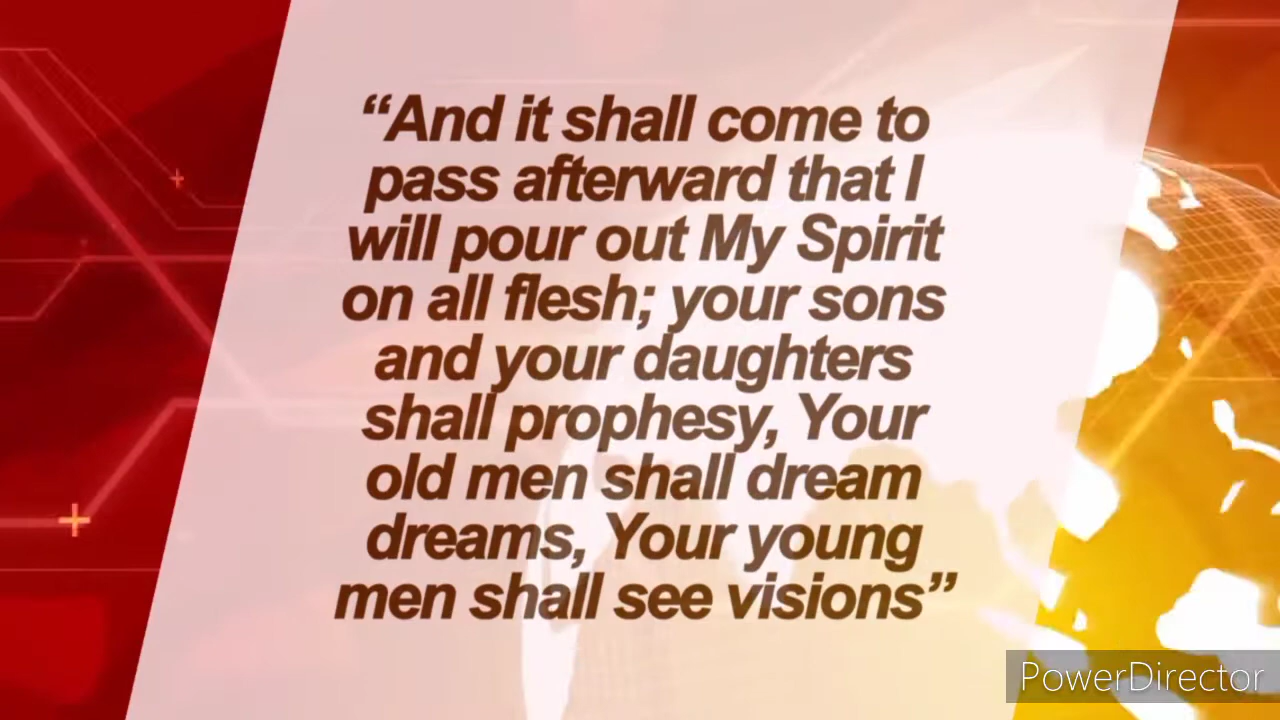 “And it shall come to
pass afterward that I
will pour out My Spirit
on all flesh; your sons
and your daughters
shall prophesy, Your
old men shall dream
dreams, Your young
men shall see visions”
PowerDirector